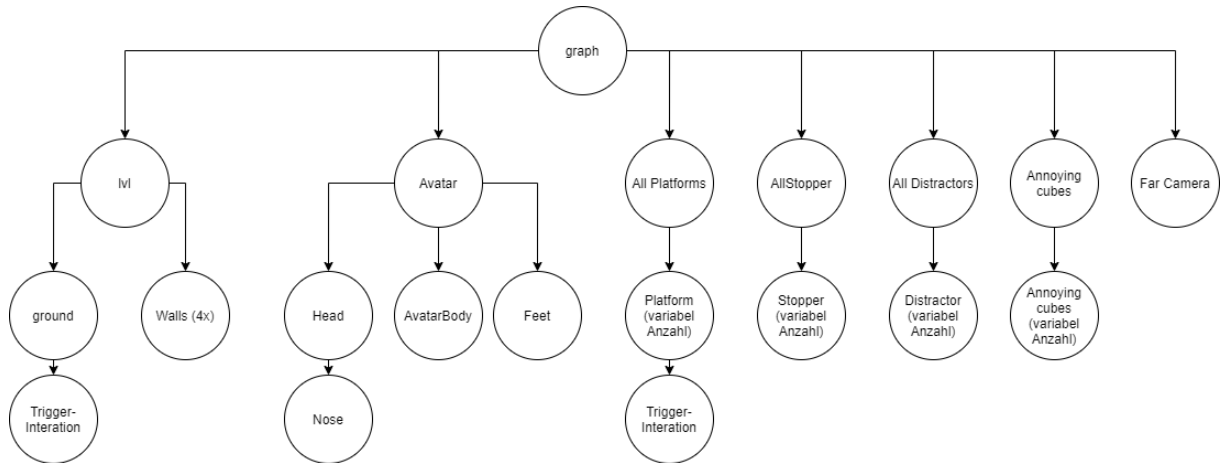 graph
lvl
Avatar
All Platforms
AllStopper
All Distractors
Annoying
cubes
Far Camera
ground
Walls (4x)
Head
AvatarBody
Feet
Platform
(variabel
Anzahl)
Stopper
(variabel
Anzahl)
Distractor
(variabel
Anzahl)
Annoying
cubes
(variabel
Anzahl)
Trigger-
Interation
Nose
Trigger-
Interation